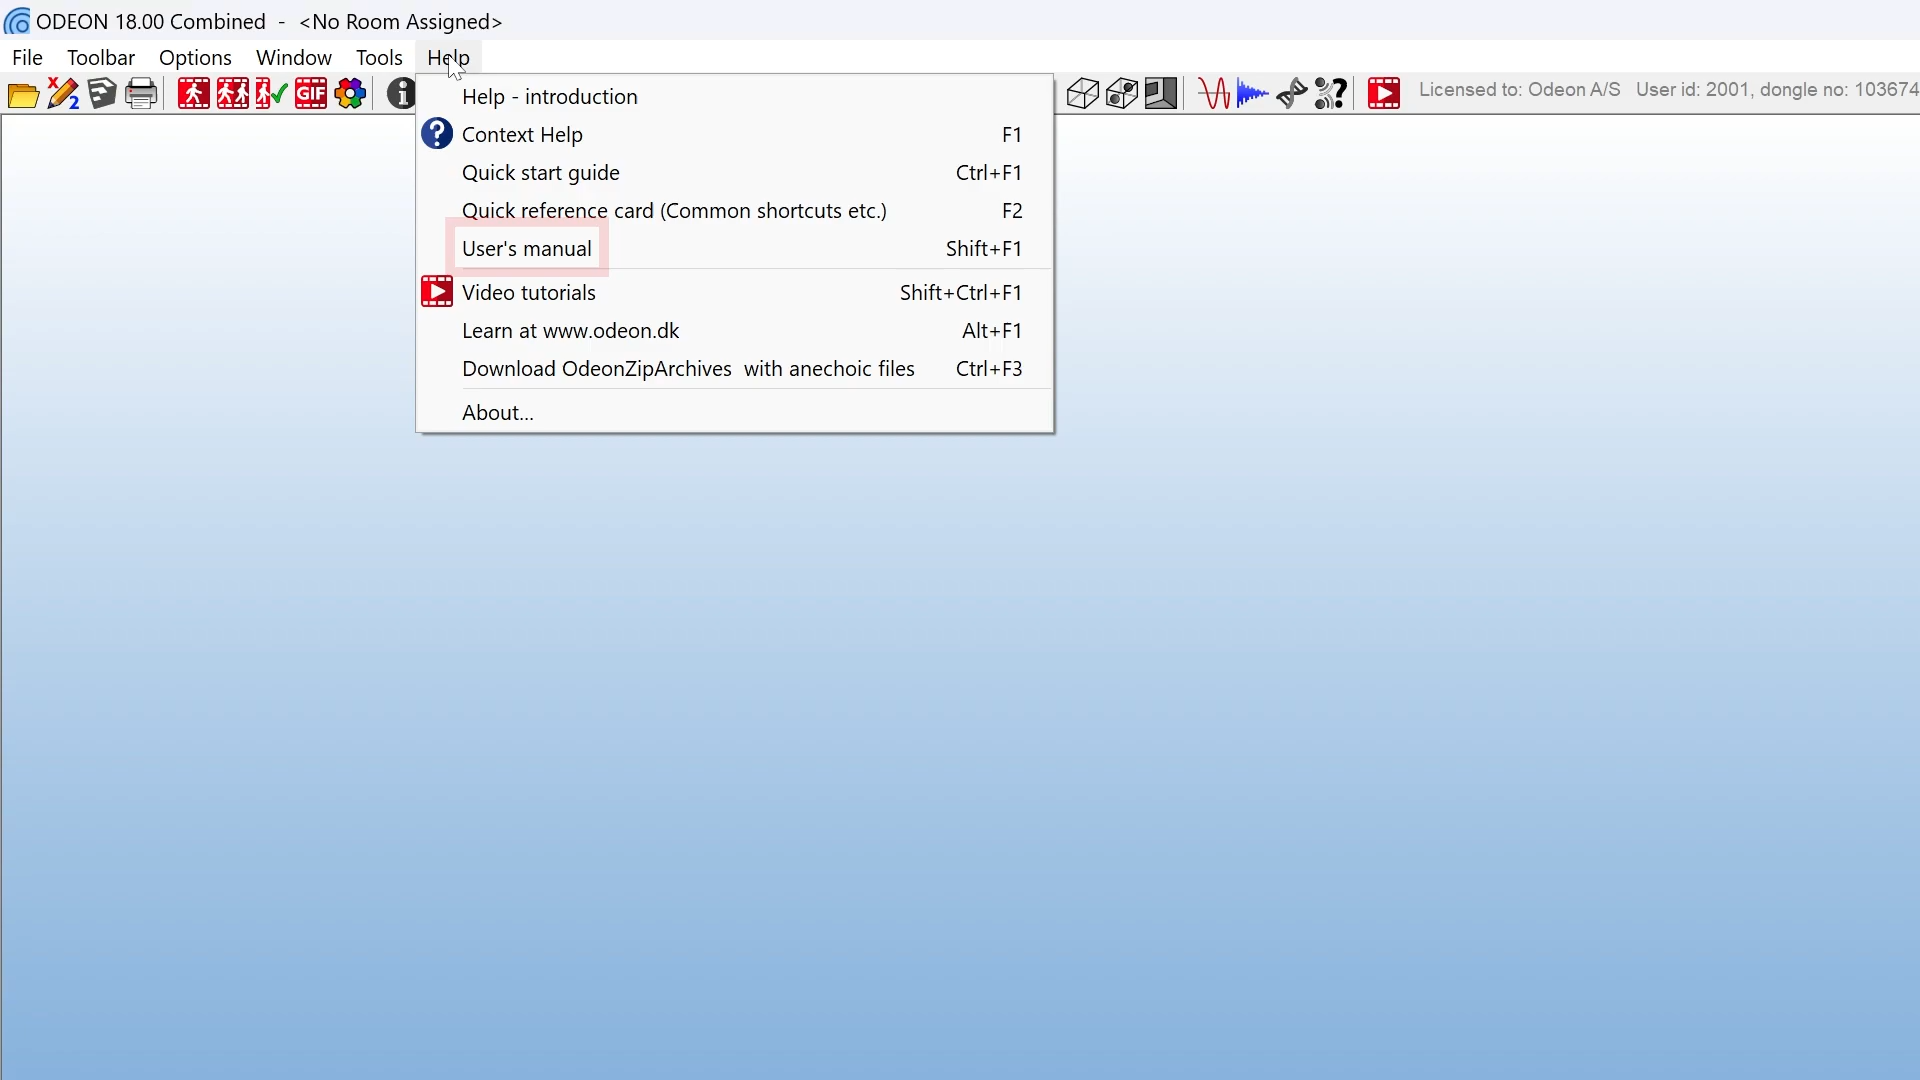 ODEON 18.00 Combined - <No Room Assigned>
File Toolbar Options Window Tools Help
GIF
Licensed to: Odeon A/S User id: 2001, dongle no: 103674
Help - introduction
Context Help F1
Quick start guide Ctrl+F1
Quick reference card (Common shortcuts etc.) F2
User's manual Shift+F1
Video tutorials Shift+Ctrl+F1
Learn at www.odeon.dk Alt+F1
Download OdeonZipArchives with anechoic files Ctrl+F3
About...